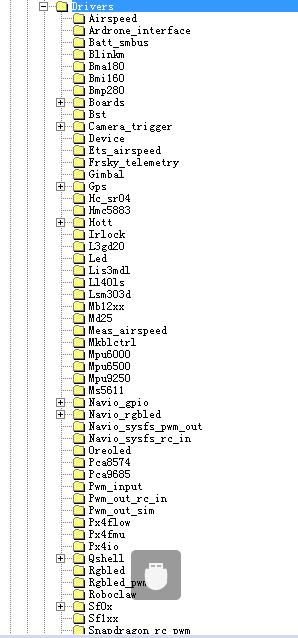 Drivers
Airspeed
Ardrone_interface
Batt_smbus
Blinkm
Bma180
Bmi160
Bmp280
Boards
Bst
Camera_trigger
Device
Ets_airspeed
Frsky_telemetry
Gimbal
Gps
Hc_sr04
Hmc5883
Hott
Irlock
L3gd20
Led
Lis3mdl
Ll40ls
Lsm303d
Mb12xx
Md25
Meas_airspeed
Mkblctrl
Mpu6000
Mpu6500
Mpu9250
Ms5611
Navio_gpio
Navio_rgbled
Navio_sysfs_pwm_out
Navio_sysfs_rc_in
Oreoled
Pca8574
Pca9685
Pwm_input
Pwm_out_rc_in
Pwm_out_sim
Px4flow
Px4fmu
Px4io
Qshell
Rgbled
Rgbled_pwm
Roboclaw
Sf0x
Sf1xx
Snapdragon_rc_pwm